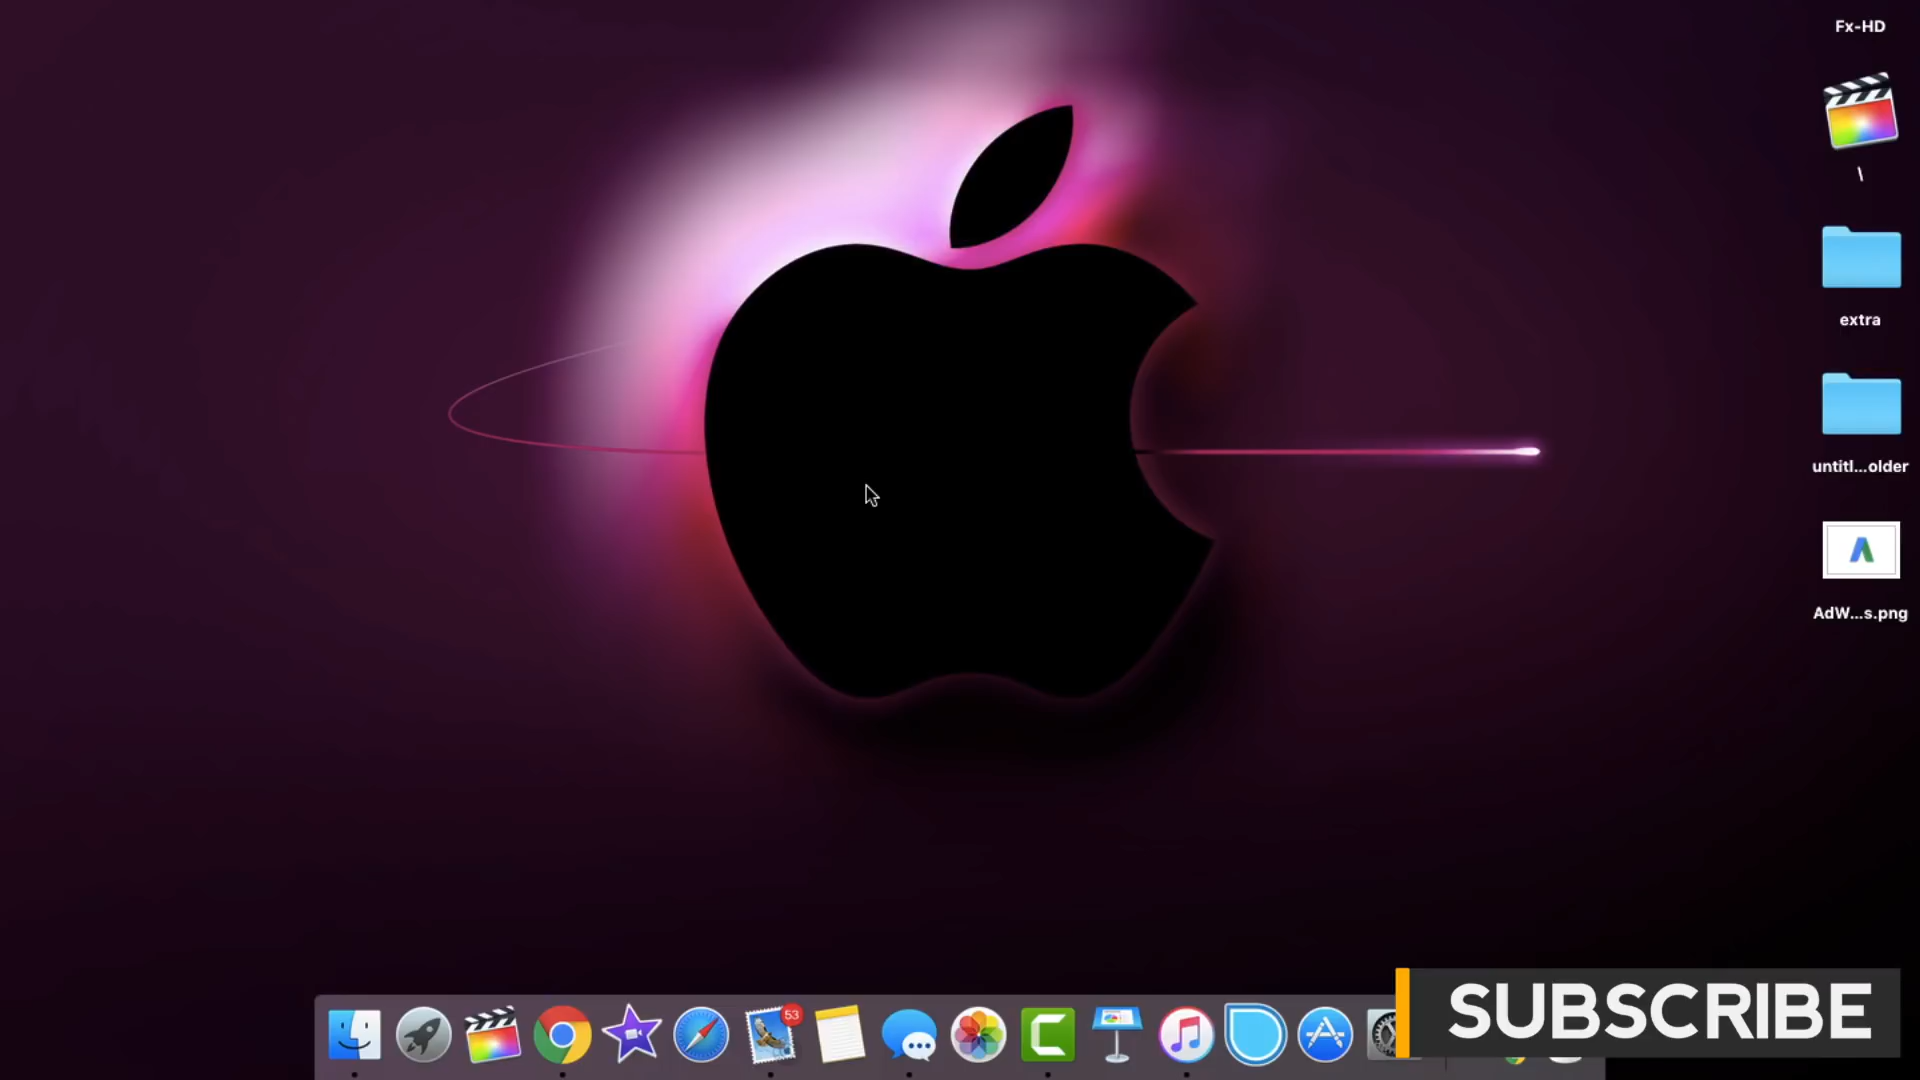 Fx-HD
\
extra
untitl...older
AdW...s.png
53
SUBSCRIBE